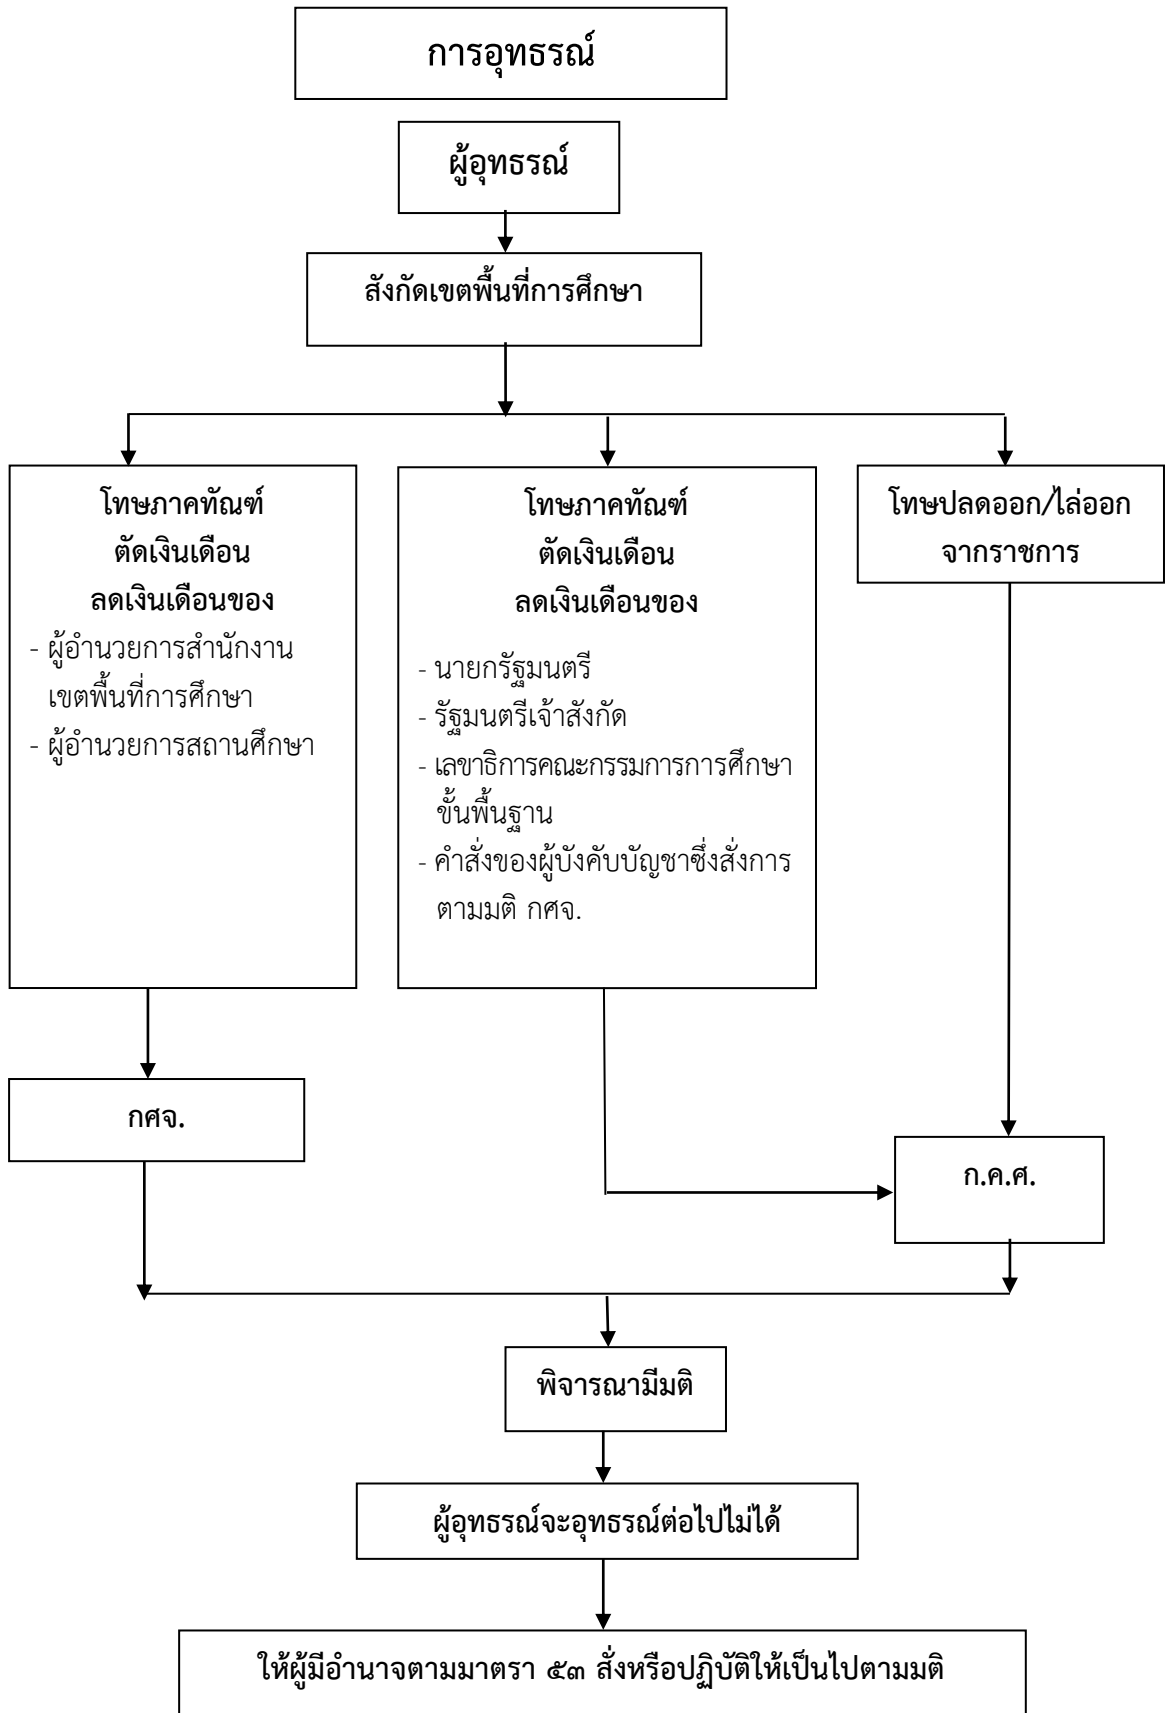 การอุทธรณ์
ผู้อุทธรณ์
สังกัดเขตพื้นที่การศึกษา
โทษภาคทัณฑ์
ตัดเงินเดือน
ลดเงินเดือนของ
- ผู้อำนวยการสำนักงาน
เขตพื้นที่การศึกษา
- ผู้อำนวยการสถานศึกษา
โทษภาคทัณฑ์
ตัดเงินเดือน
ลดเงินเดือนของ
- นายกรัฐมนตรี
- รัฐมนตรีเจ้าสังกัด
- เลขาธิการคณะกรรมการการศึกษา
ขั้นพื้นฐาน
- คำสั่งของผู้บังคับบัญชาซึ่งสั่งการ
ตามมติ กศจ.
โทษปลดออก/ไล่ออก
จากราชการ
กศจ.
ก.ค.ศ.
พิจารณามีมติ
ผู้อุทธรณ์จะอุทธรณ์ต่อไปไม่ได้
ให้ผู้มีอำนาจตามมาตรา ๕๓ สั่งหรือปฏิบัติให้เป็นไปตามมติ